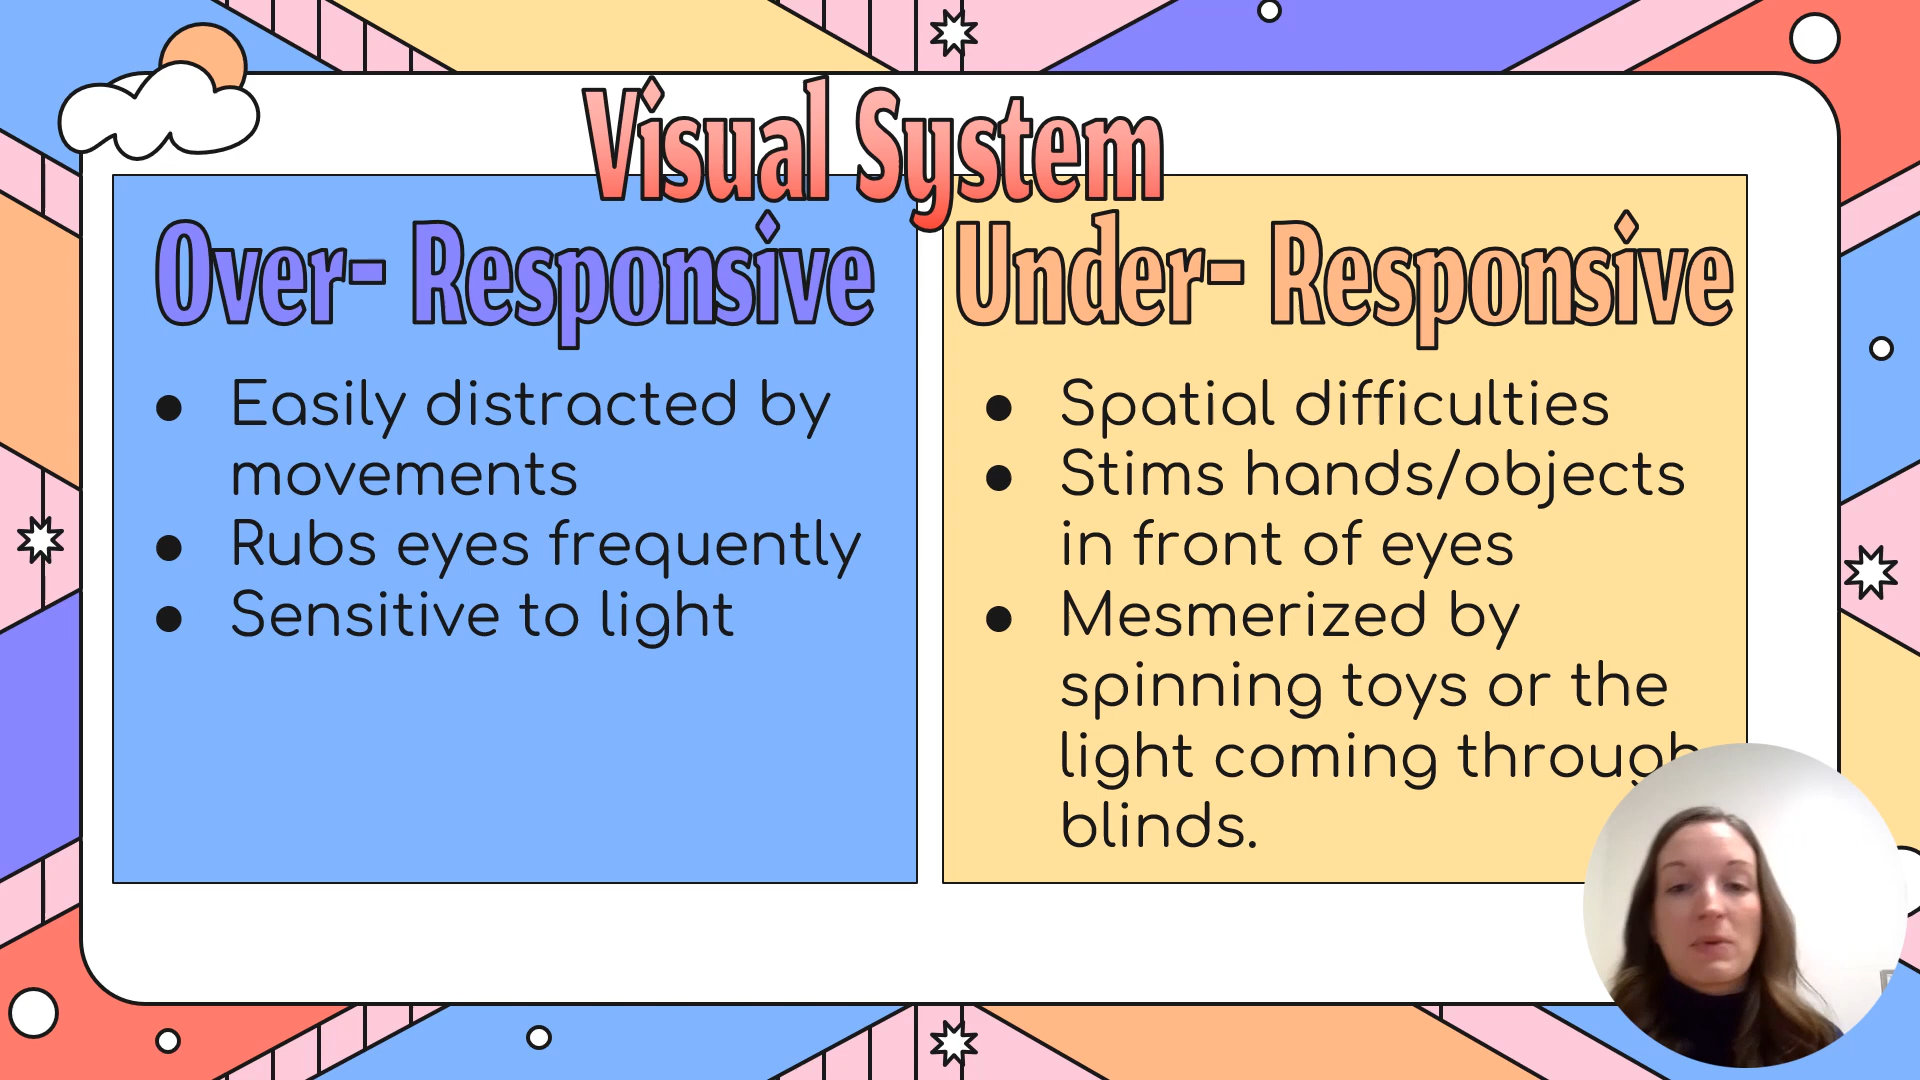 Visual System
Over- Responsive
● Easily distracted by
movements
● Rubs eyes frequently
● Sensitive to light
Under- Responsive
● Spatial difficulties
● Stims hands/objects
in front of eyes
● Mesmerized by
spinning toys or the
light coming through
blinds.